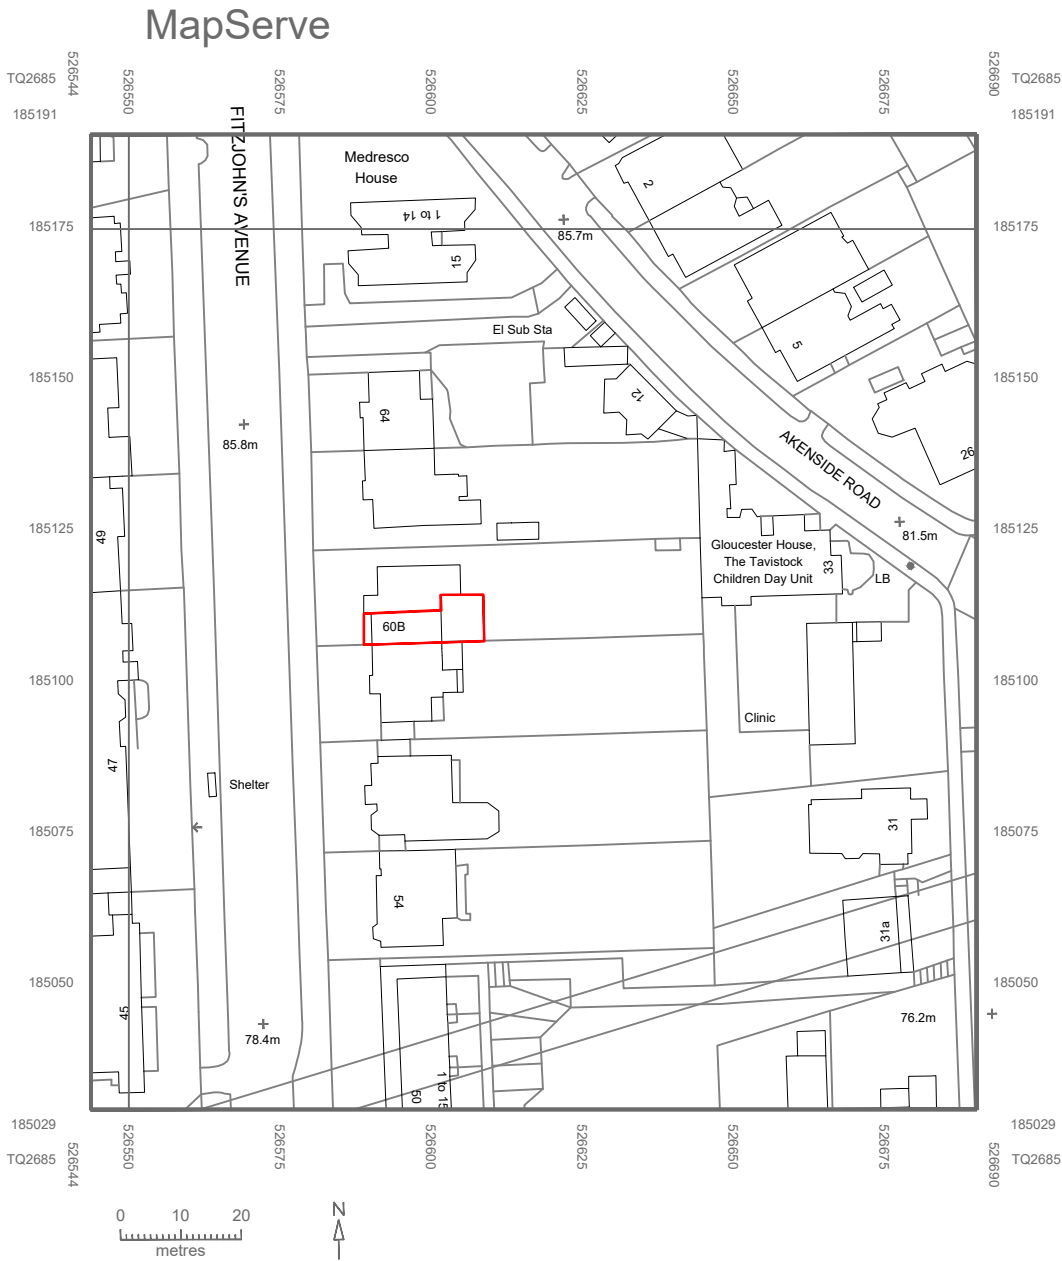 MapServe
TQ2685
526544
526550
526575
526600
526625
526650
526675
526690
TQ2685
185191
185191
FITZJOHN'S AVENUE
Medresco
House
2
1 to 14
15
85.7m
185175
185175
El Sub Sta
5
185150
185150
64
12
85.8m
AKENSIDE ROAD
26
185125
185125
49
81.5m
Gloucester House,
The Tavistock
Children Day Unit
33
LB
60B
185100
185100
Clinic
47
Shelter
185075
185075
31
54
31a
185050
185050
45
78.4m
76.2m
50
1 to 15
185029
185029
TQ2685
526544
526550
526575
526600
526625
526650
526675
526690
TQ2685
0 10 20
metres
N